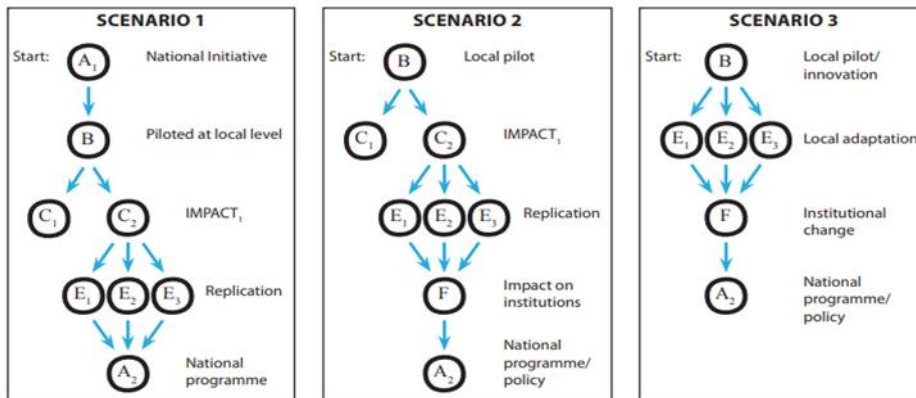 SCENARIO 1
Start: A1 National Initiative
B Piloted at local level
C1 C2 IMPACT1
E1 E2 E3 Replication
A2 National
programme
SCENARIO 2
Start: B Local pilot
C1 C2 IMPACT1
E1 E2 E3 Replication
F Impact on
institutions
A2 National
programme/
policy
SCENARIO 3
Start: B Local pilot/
innovation
E1 E2 E3 Local adaptation
F Institutional
change
A2 National
programme/
policy